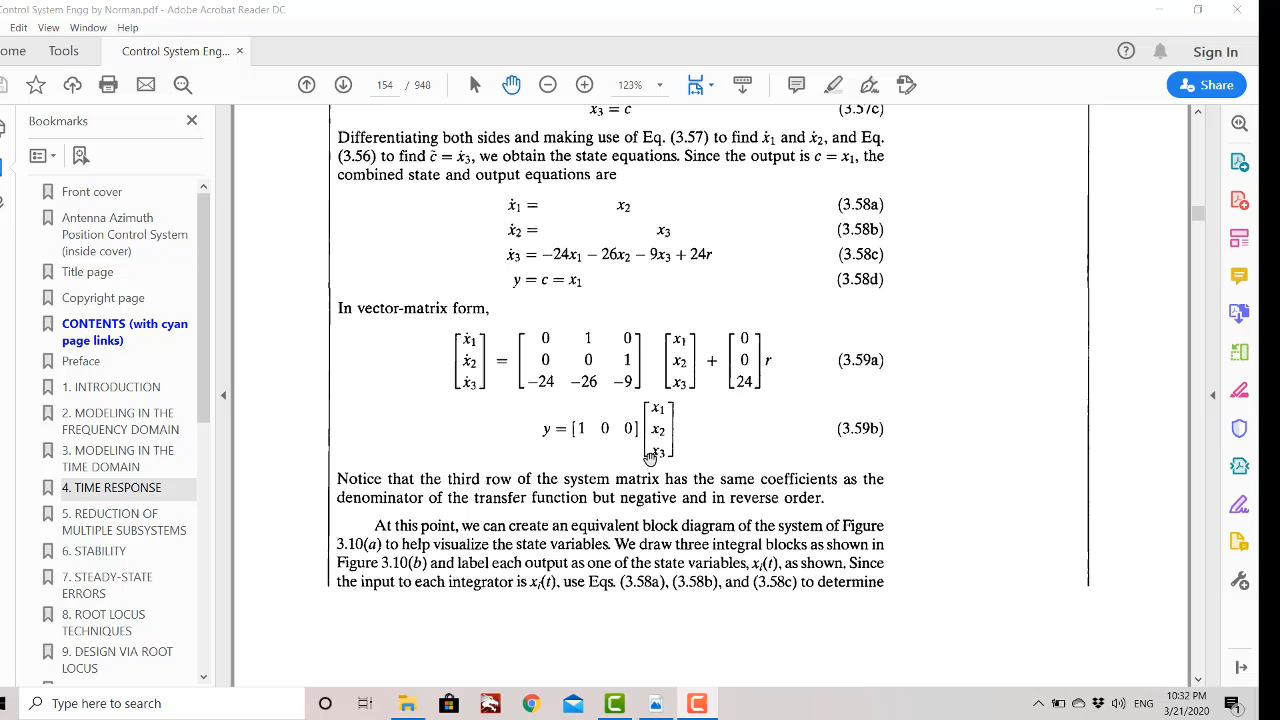 Control System Engg by Norman.pdf - Adobe Acrobat Reader DC
Edit View Window Help
ome Tools Control System Eng... × Sign In
154 / 948 123% Share
Bookmarks
Front cover
Antenna Azimuth
Position Control System
(inside cover)
Title page
Copyright page
CONTENTS (with cyan
page links)
Preface
1. INTRODUCTION
2. MODELING IN THE
FREQUENCY DOMAIN
3. MODELING IN THE
TIME DOMAIN
4. TIME RESPONSE
5. REDUCTION OF
MULTIPLE SUBSYSTEMS
6. STABILITY
7. STEADY-STATE
ERRORS
8. ROOT LOCUS
TECHNIQUES
9. DESIGN VIA ROOT
LOCUS
x₃ = c (3.57c)
Differentiating both sides and making use of Eq. (3.57) to find ẋ₁ and ẋ₂, and Eq.
(3.56) to find c⃛ = ẋ₃, we obtain the state equations. Since the output is c = x₁, the
combined state and output equations are
ẋ₁ = x₂ (3.58a)
ẋ₂ = x₃ (3.58b)
ẋ₃ = −24x₁ − 26x₂ − 9x₃ + 24r (3.58c)
y = c = x₁ (3.58d)
In vector-matrix form,
[ẋ₁] [0 1 0] [x₁] [0]
[ẋ₂] = [0 0 1] [x₂] + [0] r (3.59a)
[ẋ₃] [−24 −26 −9] [x₃] [24]
[x₁]
y = [1 0 0] [x₂] (3.59b)
[x₃]
Notice that the third row of the system matrix has the same coefficients as the
denominator of the transfer function but negative and in reverse order.
At this point, we can create an equivalent block diagram of the system of Figure
3.10(a) to help visualize the state variables. We draw three integral blocks as shown in
Figure 3.10(b) and label each output as one of the state variables, xᵢ(t), as shown. Since
the input to each integrator is ẋᵢ(t), use Eqs. (3.58a), (3.58b), and (3.58c) to determine
Type here to search
ENG
10:32 PM
3/21/2020
1